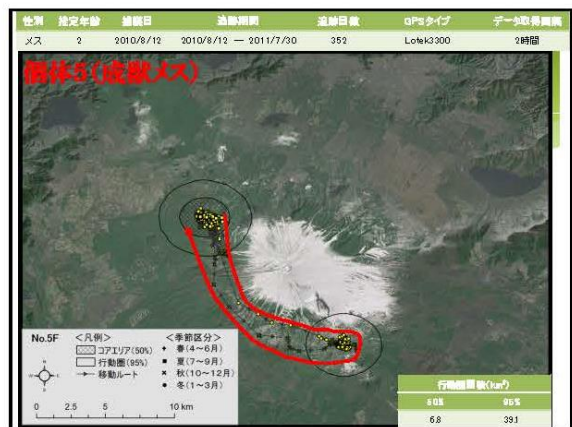 性別 推定年齢 捕獲日 追跡期間 追跡日数 GPSタイプ データ取得間隔
メス 2 2010/8/12 2010/8/12 — 2011/7/30 352 Lotek3300 2時間
個体5(成獣メス)
No.5F <凡例> <季節区分>
コアエリア(50%) 春(4~6月)
行動圏(95%) 夏(7~9月)
移動ルート 秋(10~12月)
冬(1~3月)
0 2.5 5 10 km
行動圏面積(km²)
50% 95%
6.8 39.1